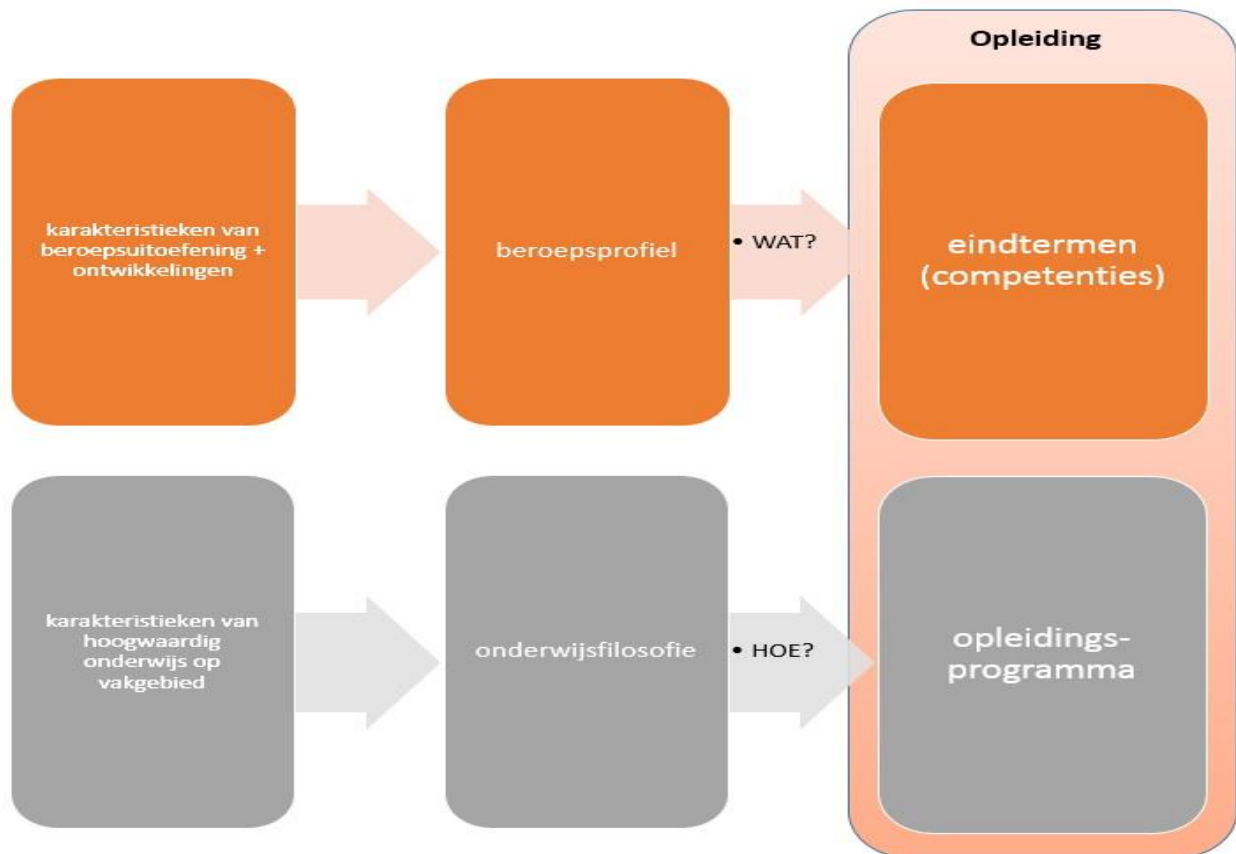 Opleiding
karakteristieken van
beroepsuitoefening +
ontwikkelingen
beroepsprofiel
• WAT?
eindtermen
(competenties)
karakteristieken van
hoogwaardig
onderwijs op
vakgebied
onderwijsfilosofie
• HOE?
opleidings-
programma